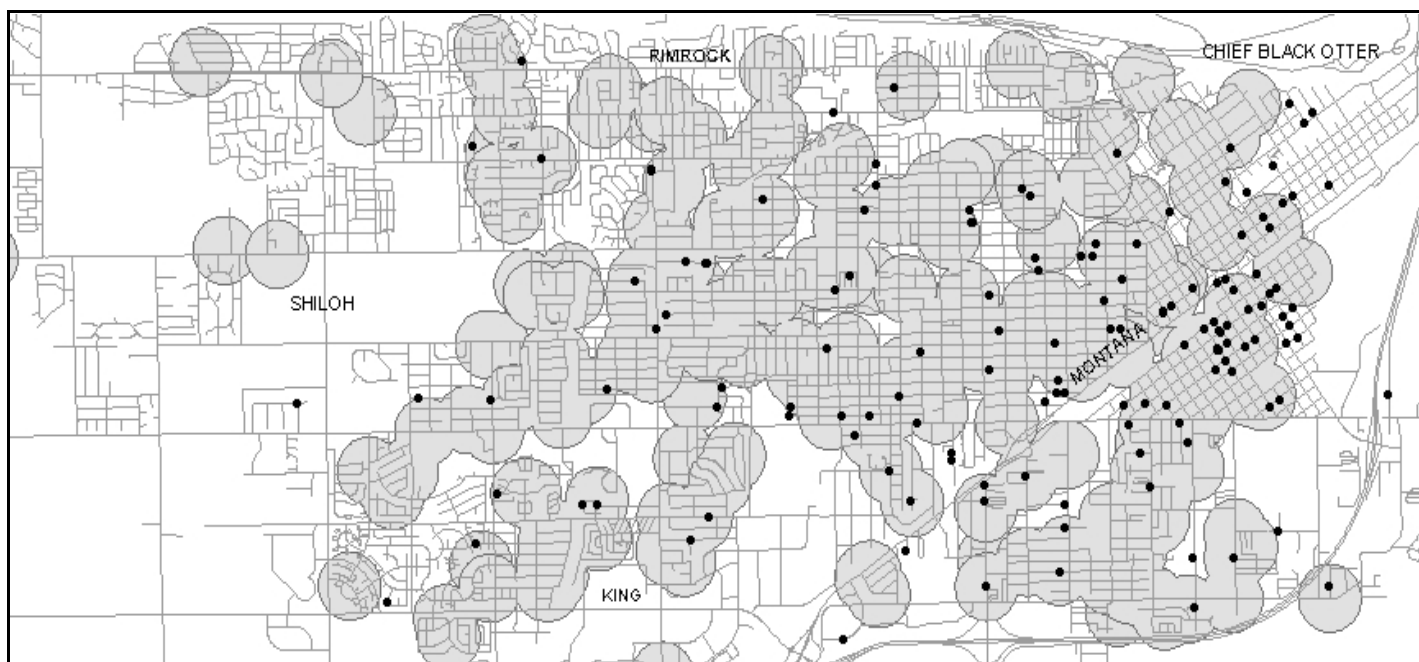 RIMROCK
CHIEF BLACK OTTER
SHILOH
MONTANA
KING